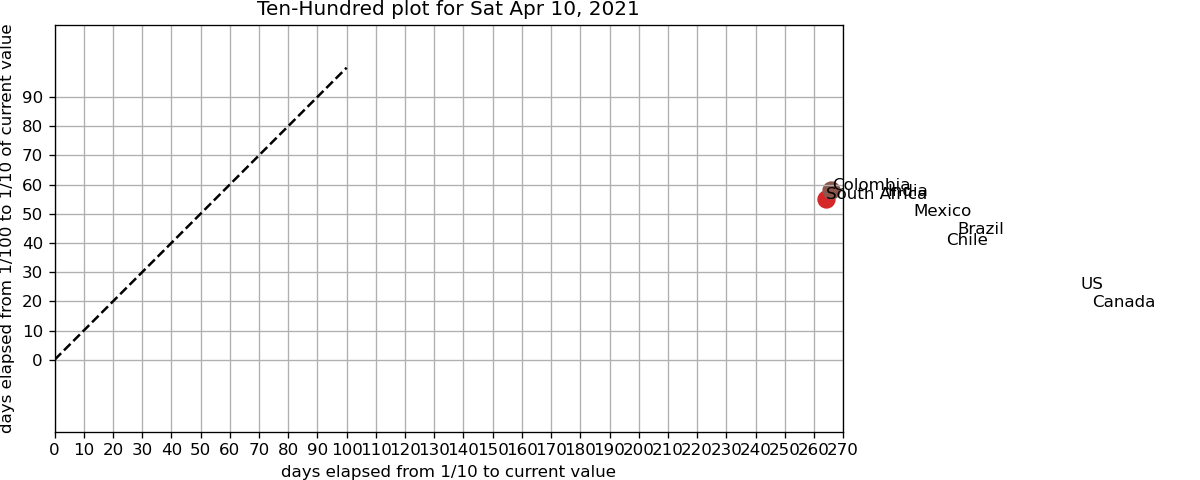 Ten-Hundred plot for Sat Apr 10, 2021
days elapsed from 1/100 to 1/10 of current value
90
80
70
60
50
40
30
20
10
0
Colombia
India
South Africa
Mexico
Brazil
Chile
US
Canada
0 10 20 30 40 50 60 70 80 90 100 110 120 130 140 150 160 170 180 190 200 210 220 230 240 250 260 270
days elapsed from 1/10 to current value